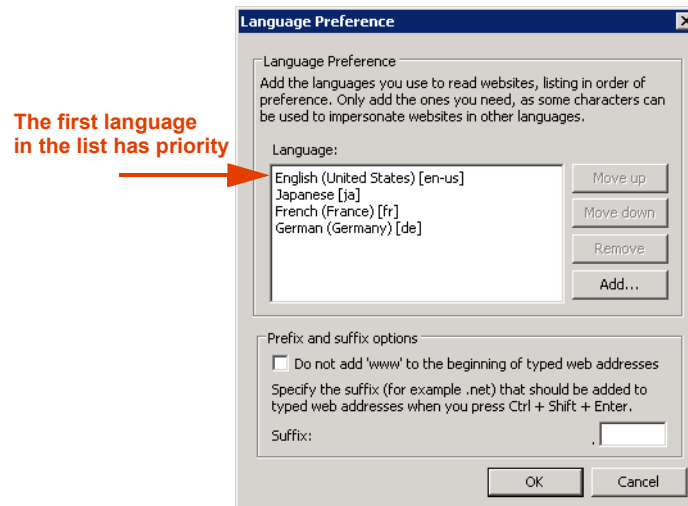 Language Preference
Language Preference
Add the languages you use to read websites, listing in order of
preference. Only add the ones you need, as some characters can
be used to impersonate websites in other languages.
The first language
in the list has priority
Language:
English (United States) [en-us]
Japanese [ja]
French (France) [fr]
German (Germany) [de]
Move up
Move down
Remove
Add...
Prefix and suffix options
Do not add 'www' to the beginning of typed web addresses
Specify the suffix (for example .net) that should be added to
typed web addresses when you press Ctrl + Shift + Enter.
Suffix: .
OK Cancel